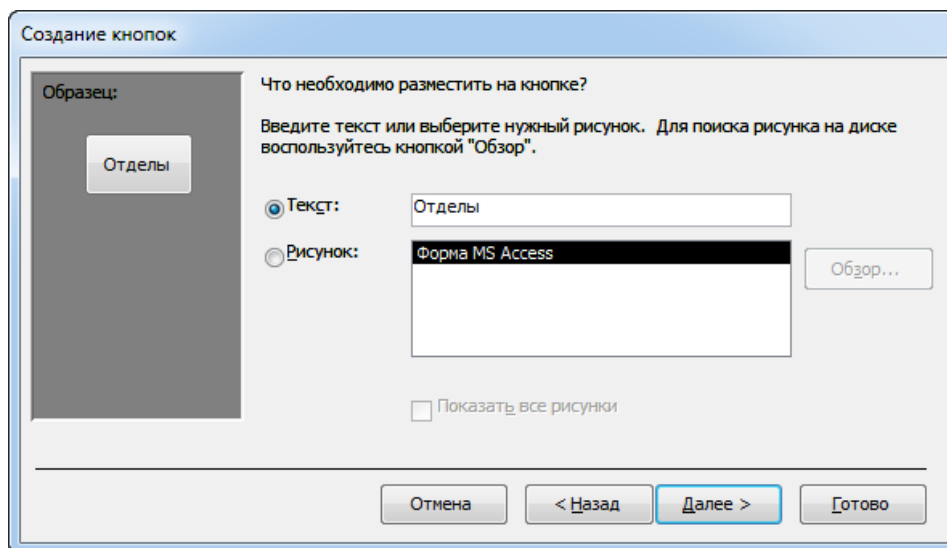 Создание кнопок
Образец:
Отделы
Что необходимо разместить на кнопке?
Введите текст или выберите нужный рисунок. Для поиска рисунка на диске
воспользуйтесь кнопкой "Обзор".
Текст: Отделы
Рисунок: Форма MS Access
Обзор...
Показать все рисунки
Отмена < Назад Далее > Готово